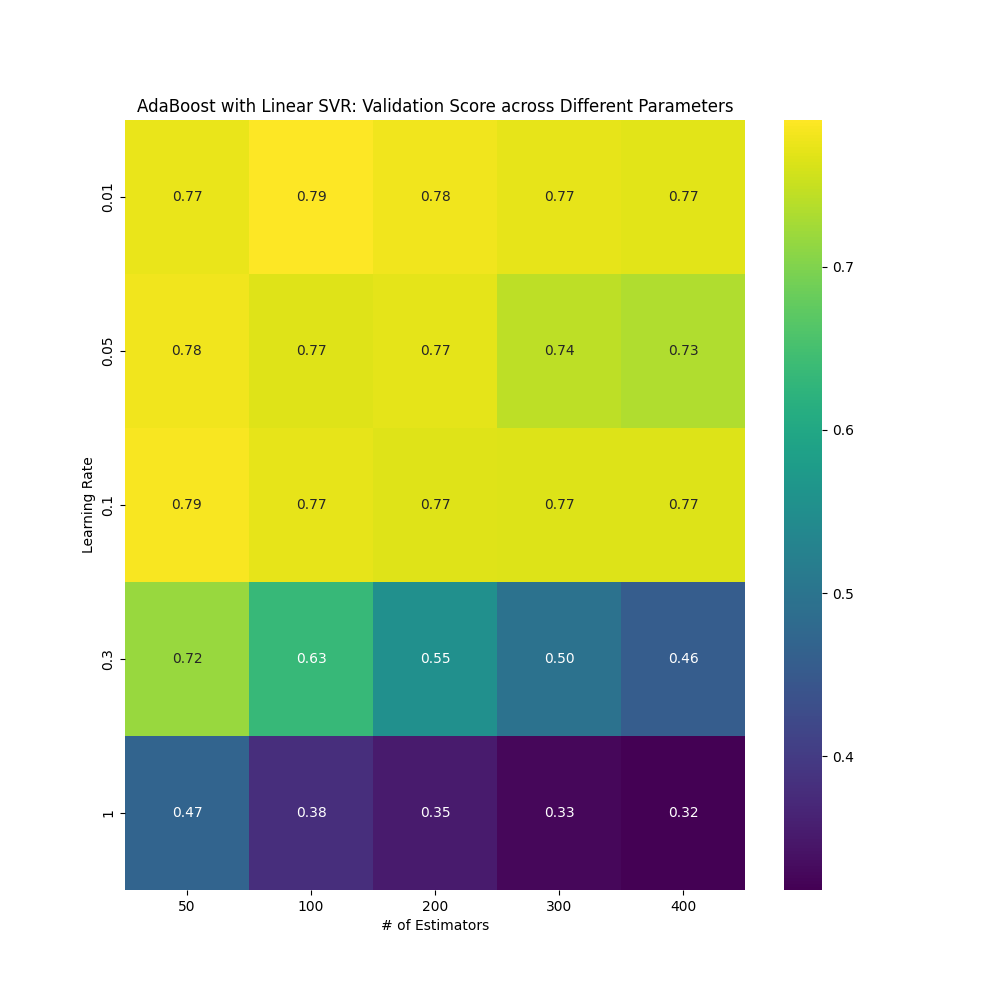 AdaBoost with Linear SVR: Validation Score across Different Parameters
Learning Rate
0.01
0.77 0.79 0.78 0.77 0.77
0.05
0.78 0.77 0.77 0.74 0.73
0.1
0.79 0.77 0.77 0.77 0.77
0.3
0.72 0.63 0.55 0.50 0.46
1
0.47 0.38 0.35 0.33 0.32
50 100 200 300 400
# of Estimators
0.7
0.6
0.5
0.4